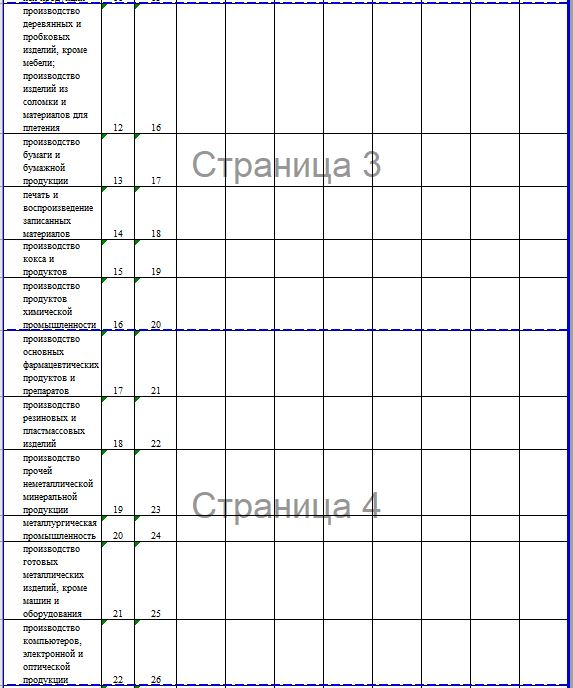 производство
деревянных и
пробковых
изделий, кроме
мебели;
производство
изделий из
соломки и
материалов для
плетения 12 16
производство
бумаги и
бумажной
продукции 13 17
Страница 3
печать и
воспроизведение
записанных
материалов 14 18
производство
кокса и
продуктов 15 19
производство
продуктов
химической
промышленности 16 20
производство
основных
фармацевтических
продуктов и
препаратов 17 21
производство
резиновых и
пластмассовых
изделий 18 22
производство
прочей
неметаллической
минеральной
продукции 19 23
Страница 4
металлургическая
промышленность 20 24
производство
готовых
металлических
изделий, кроме
машин и
оборудования 21 25
производство
компьютеров,
электронной и
оптической
продукции 22 26